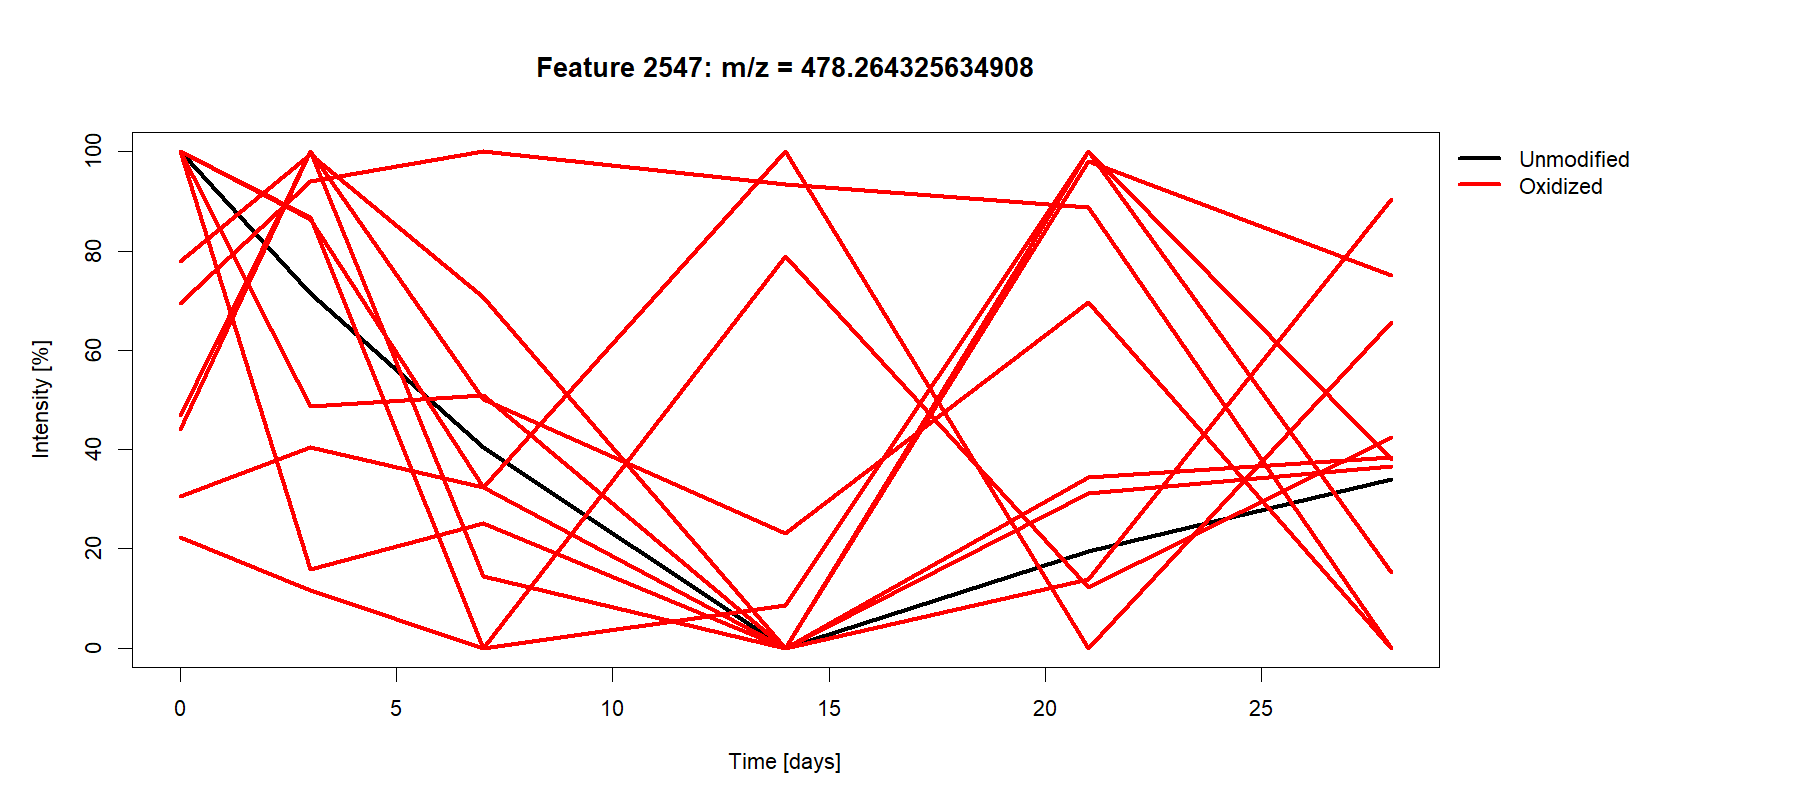 Feature 2547: m/z = 478.264325634908
Unmodified
Oxidized
Intensity [%]
100
80
60
40
20
0
0 5 10 15 20 25
Time [days]